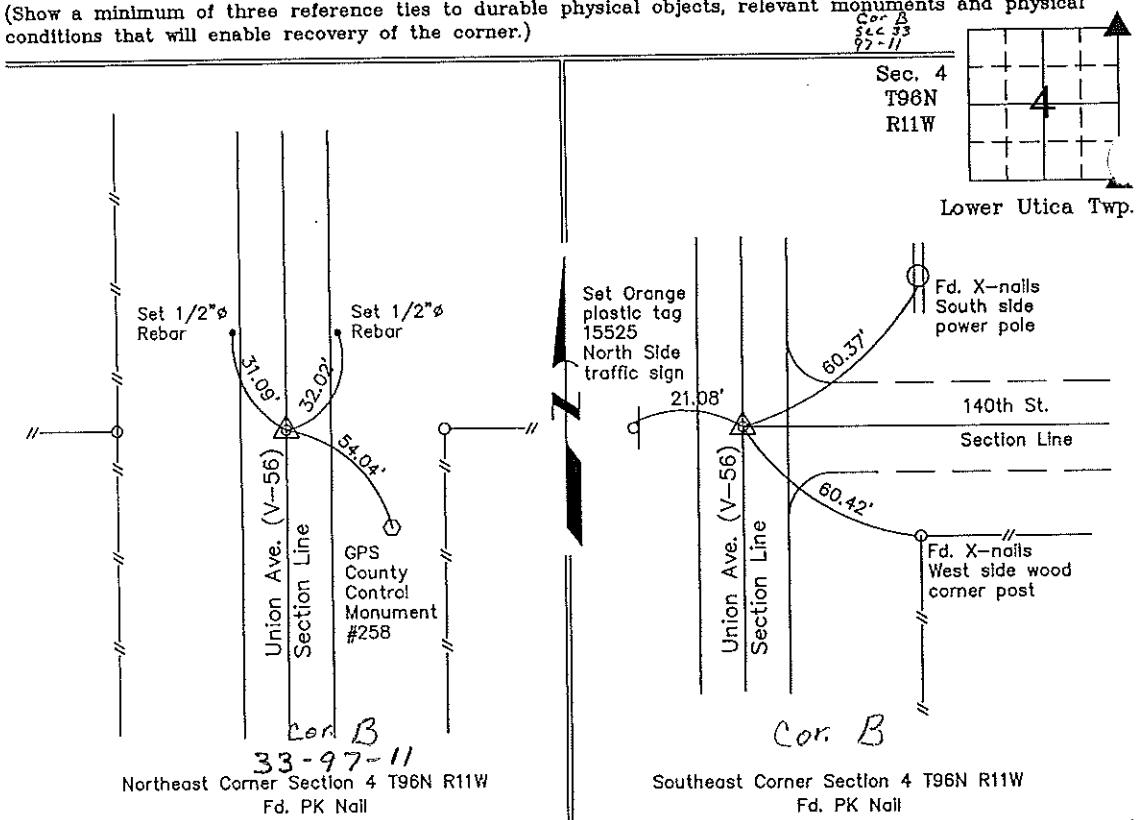 (Show a minimum of three reference ties to durable physical objects, relevant monuments and physical
conditions that will enable recovery of the corner.)
Cor B
Sec 33
97-11
Sec. 4
T96N
R11W
4
Lower Utica Twp.
Set 1/2"ø
Rebar
Set 1/2"ø
Rebar
31.09'
32.02'
54.04'
Union Ave. (V-56)
Section Line
GPS
County
Control
Monument
#258
Cor. B
33-97-11
Northeast Corner Section 4 T96N R11W
Fd. PK Nail
N
Set Orange
plastic tag
15525
North Side
traffic sign
21.08'
60.37'
60.42'
Fd. X-nails
South side
power pole
140th St.
Section Line
Union Ave. (V-56)
Section Line
Fd. X-nails
West side wood
corner post
Cor. B
Southeast Corner Section 4 T96N R11W
Fd. PK Nail